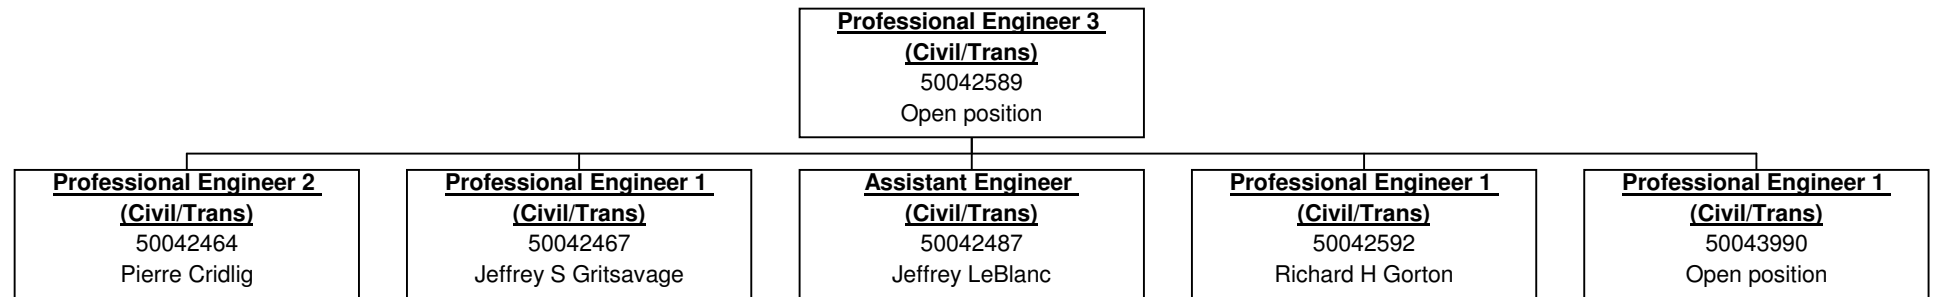 Professional Engineer 3
(Civil/Trans)
50042589
Open position
Professional Engineer 2
(Civil/Trans)
50042464
Pierre Cridlig
Professional Engineer 1
(Civil/Trans)
50042467
Jeffrey S Gritsavage
Assistant Engineer
(Civil/Trans)
50042487
Jeffrey LeBlanc
Professional Engineer 1
(Civil/Trans)
50042592
Richard H Gorton
Professional Engineer 1
(Civil/Trans)
50043990
Open position